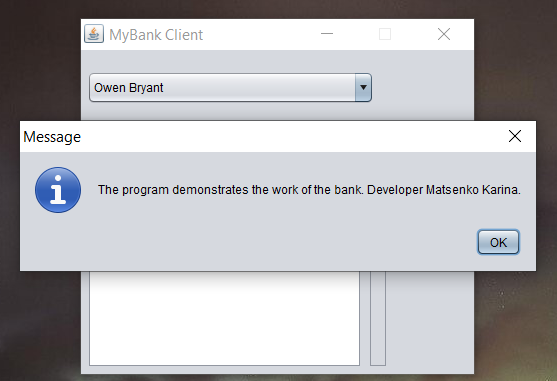 MyBank Client
Owen Bryant
Message
The program demonstrates the work of the bank. Developer Matsenko Karina.
OK